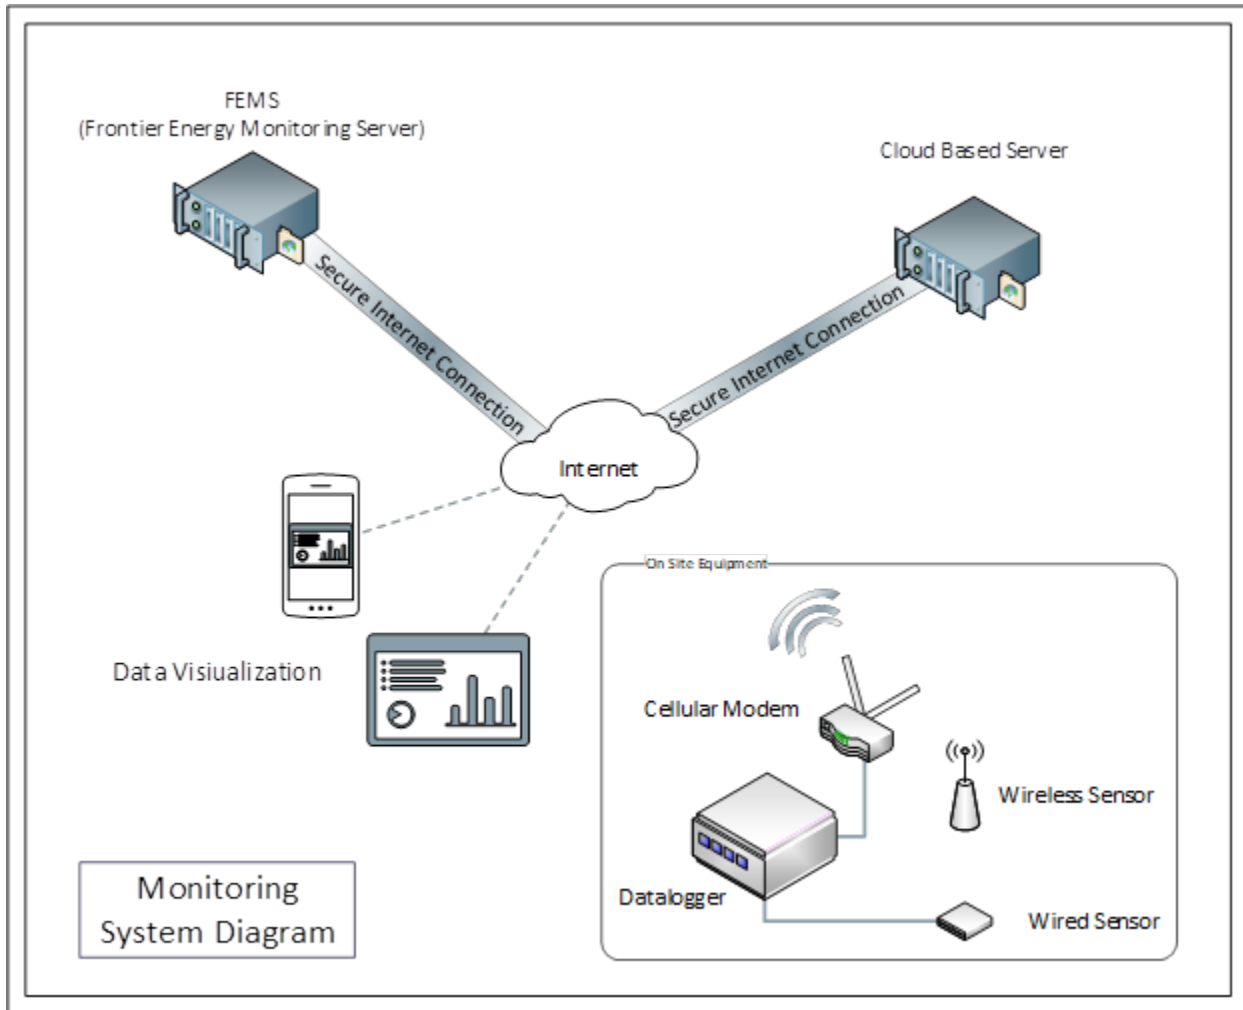 FEMS
(Frontier Energy Monitoring Server)
Cloud Based Server
Secure Internet Connection
Secure Internet Connection
Internet
On Site Equipment
Data Visiualization
Cellular Modem
Wireless Sensor
Datalogger
Wired Sensor
Monitoring
System Diagram